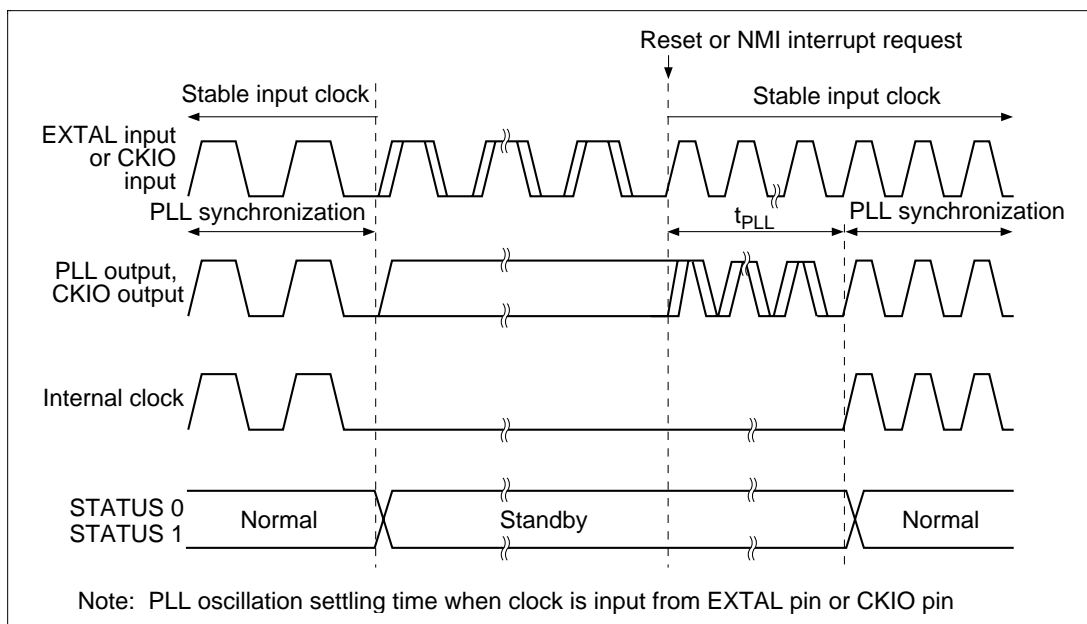 Reset or NMI interrupt request
Stable input clock
Stable input clock
EXTAL input
or CKIO
input
PLL synchronization
tPLL
PLL synchronization
PLL output,
CKIO output
Internal clock
STATUS 0
STATUS 1
Normal
Standby
Normal
Note: PLL oscillation settling time when clock is input from EXTAL pin or CKIO pin